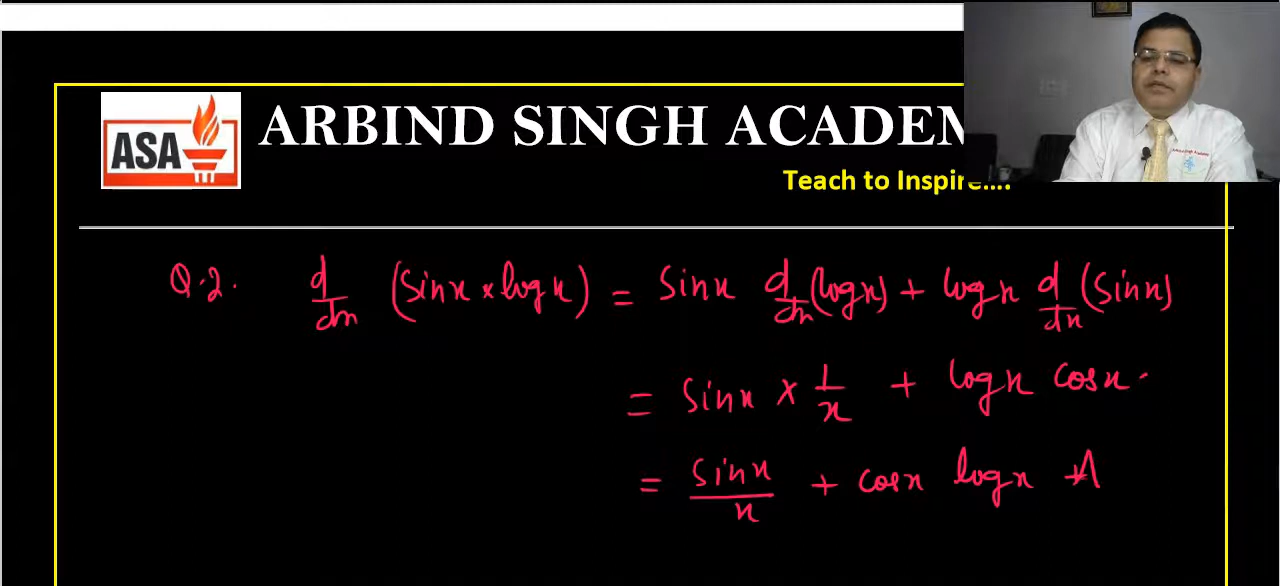 ASA
ARBIND SINGH ACADEM
Teach to Inspire....
Q.2. d/dx (sinx × logx) = sinx d/dx (logx) + logx d/dx (sinx)
= sinx × 1/x + logx cosx.
= sinx/x + cosx logx